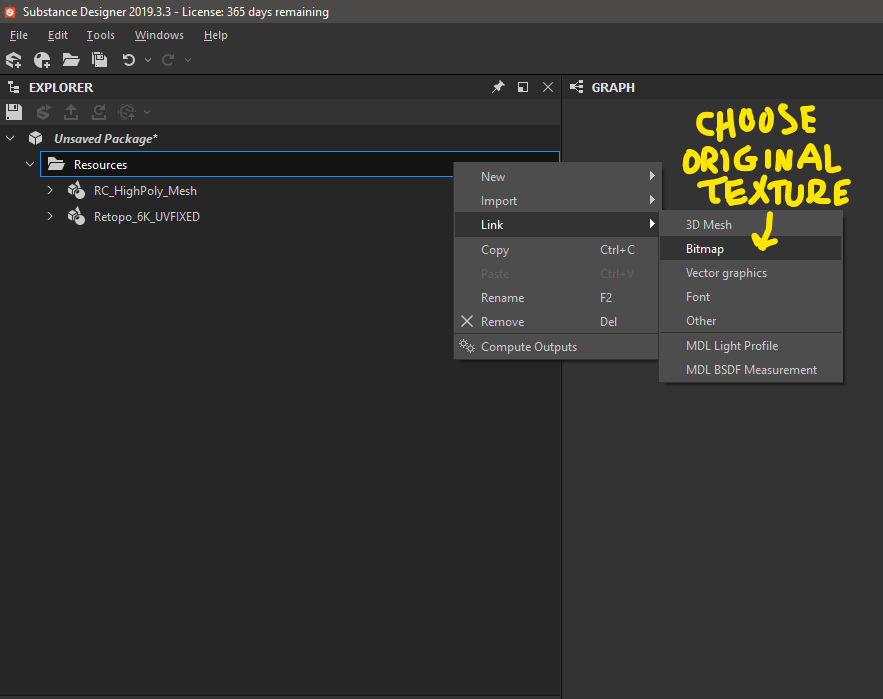 Substance Designer 2019.3.3 - License: 365 days remaining
File Edit Tools Windows Help
EXPLORER
GRAPH
Unsaved Package*
Resources
RC_HighPoly_Mesh
Retopo_6K_UVFIXED
New
Import
Link
Copy Ctrl+C
Paste Ctrl+V
Rename F2
Remove Del
Compute Outputs
CHOOSE
ORIGINAL
TEXTURE
3D Mesh
Bitmap
Vector graphics
Font
Other
MDL Light Profile
MDL BSDF Measurement